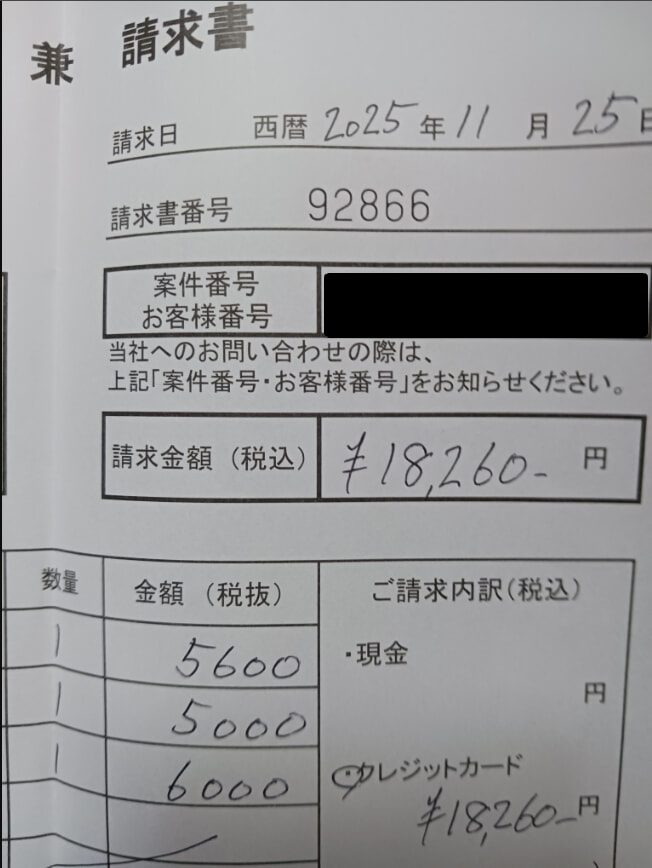 兼 請求書
請求日 西暦 2025 年 11 月 25 日
請求書番号 92866
案件番号
お客様番号
当社へのお問い合わせの際は、
上記「案件番号・お客様番号」をお知らせください。
請求金額（税込） ¥18,260- 円
数量 金額（税抜） ご請求内訳（税込）
1 5600
・現金
円
1 5000
1 6000
・クレジットカード
¥18,260- 円